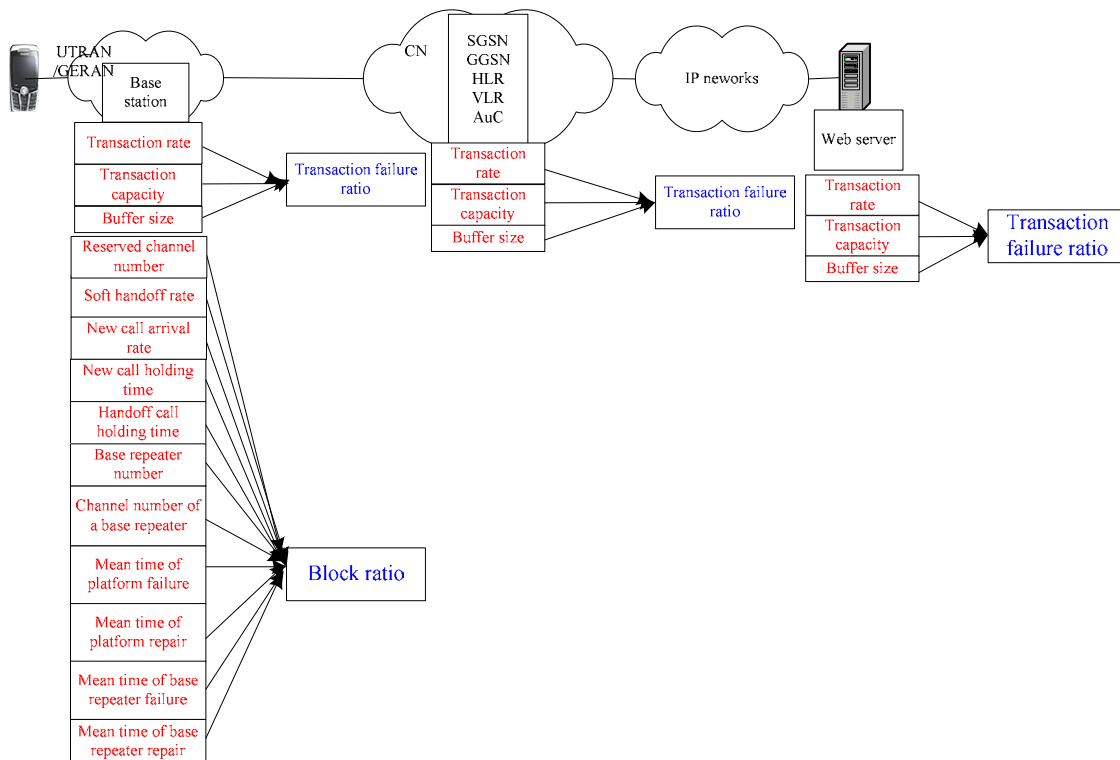 UTRAN
/GERAN
Base
station
CN
SGSN
GGSN
HLR
VLR
AuC
IP neworks
Web server
Transaction rate
Transaction
capacity
Buffer size
Transaction failure
ratio
Transaction
rate
Transaction
capacity
Buffer size
Transaction failure
ratio
Transaction
rate
Transaction
capacity
Buffer size
Transaction
failure ratio
Reserved channel
number
Soft handoff rate
New call arrival
rate
New call holding
time
Handoff call
holding time
Base repeater
number
Channel number of
a base repeater
Mean time of
platform failure
Mean time of
platform repair
Mean time of base
repeater failure
Mean time of base
repeater repair
Block ratio